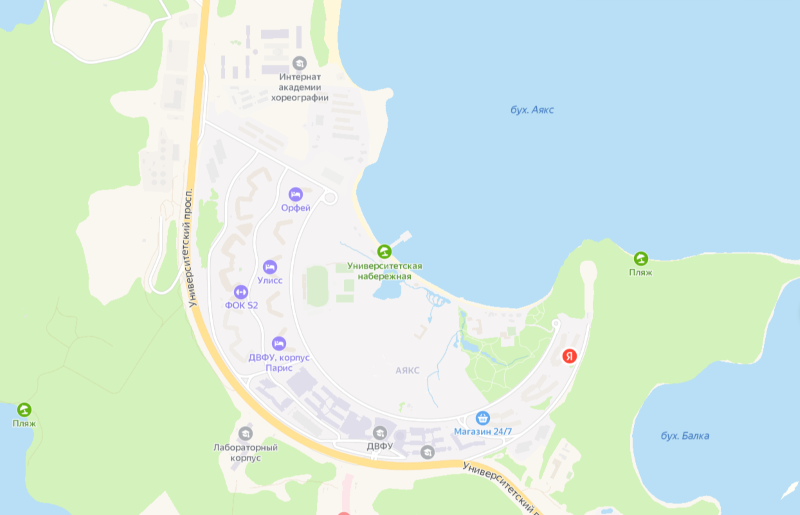 Интернат
академии
хореографии
бух. Аякс
Университетский просп.
Орфей
Университетская
набережная
Пляж
Улисс
ФОК S2
ДВФУ, корпус
Парис
Я
АЯКС
Пляж
Магазин 24/7
бух. Балка
Лабораторный
корпус
ДВФУ
Университетский п